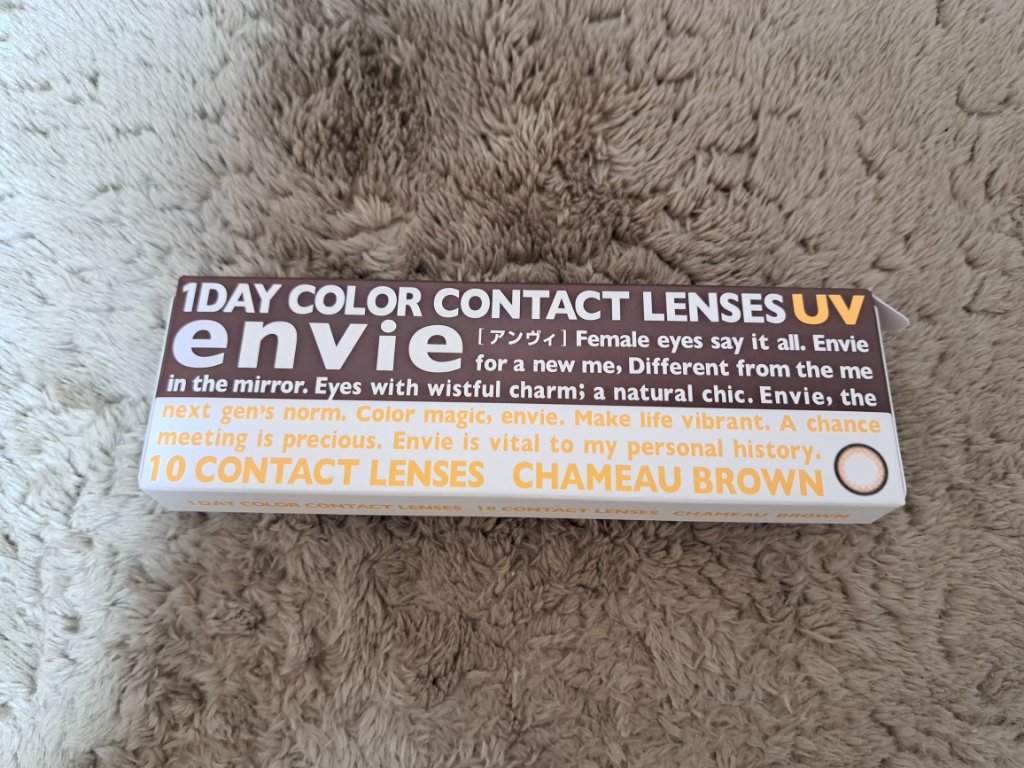 1DAY COLOR CONTACT LENSES UV
envie [アンヴィ] Female eyes say it all. Envie
for a new me, Different from the me
in the mirror. Eyes with wistful charm; a natural chic. Envie, the
next gen's norm. Color magic, envie. Make life vibrant. A chance
meeting is precious. Envie is vital to my personal history.
10 CONTACT LENSES CHAMEAU BROWN
1DAY COLOR CONTACT LENSES 10 CONTACT LENSES CHAMEAU BROWN